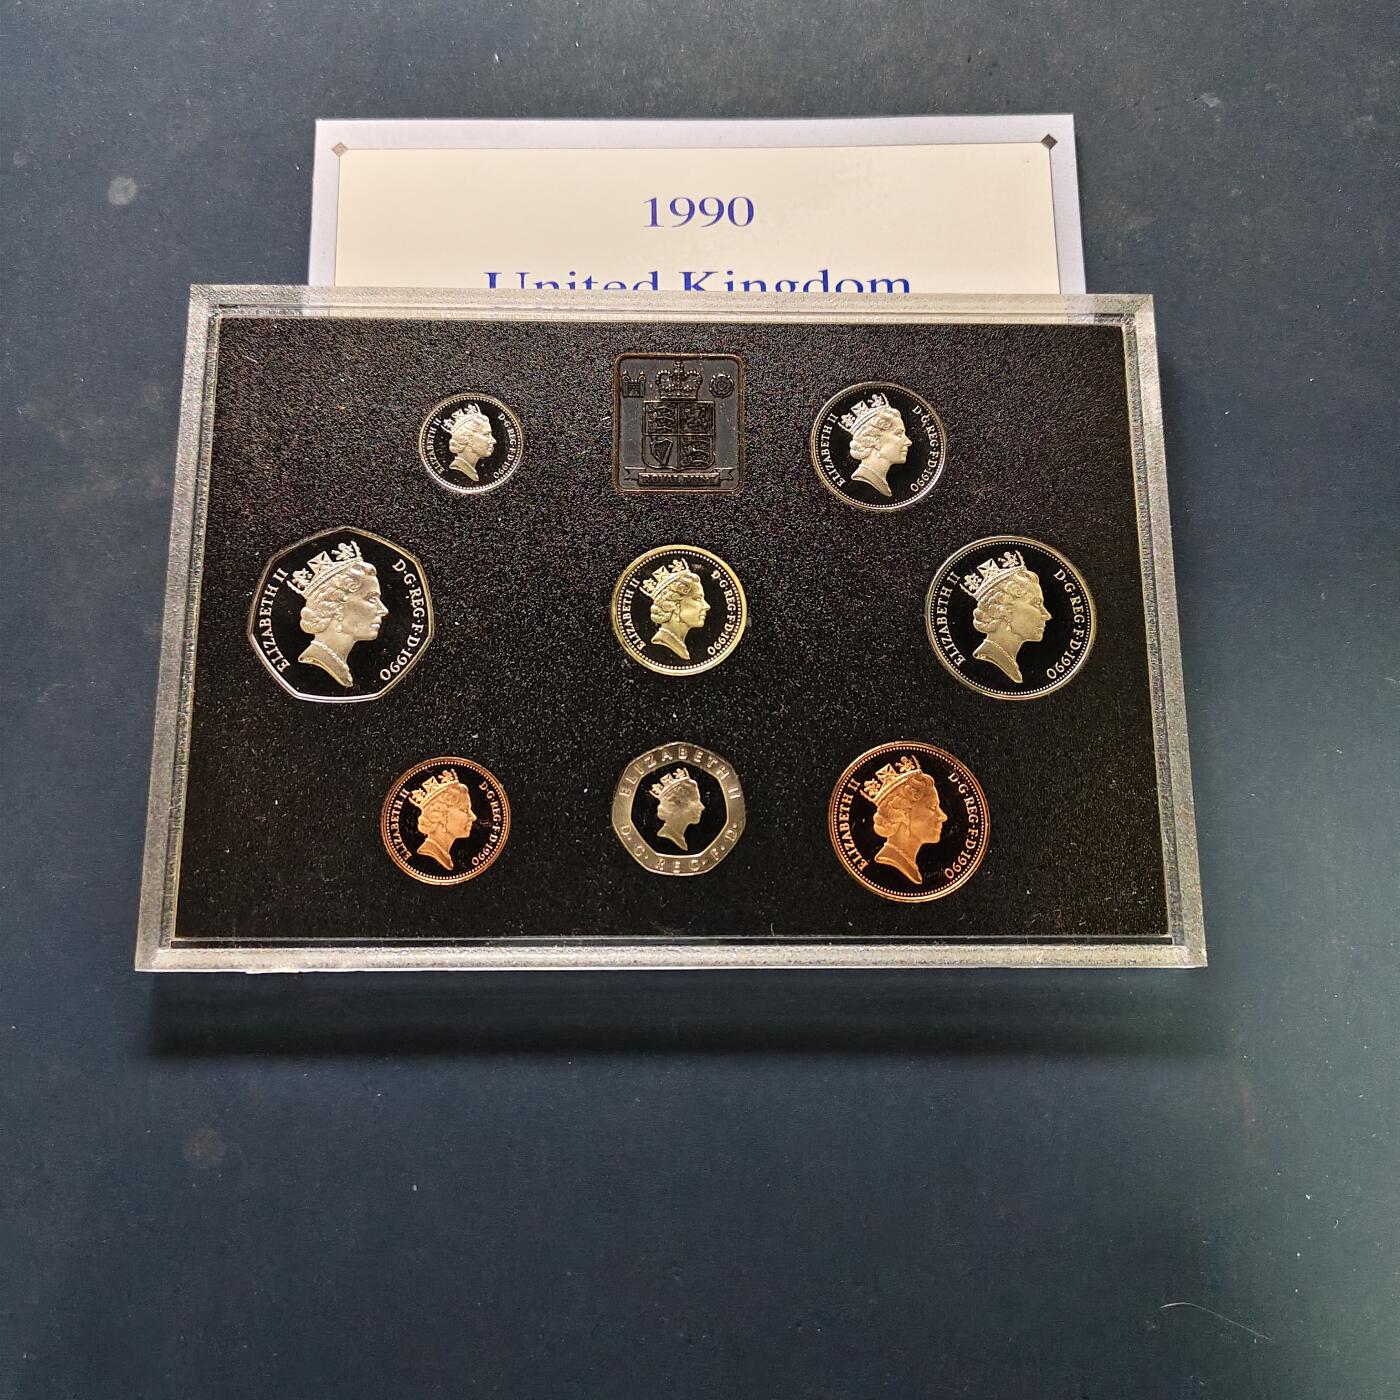 1990
United Kingdom
ROYAL MINT
ELIZABETH II D·G·REG·F·D·1990
ELIZABETH II D·G·REG·F·D·1990
ELIZABETH II D·G·REG·F·D·1990
ELIZABETH II D·G·REG·F·D·1990
ELIZABETH II D·G·REG·F·D·1990
ELIZABETH II D·G·REG·F·D·1990
ELIZABETH II
D·G·REG·F·D·
ELIZABETH II D·G·REG·F·D·1990